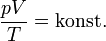 pV/T = konst.